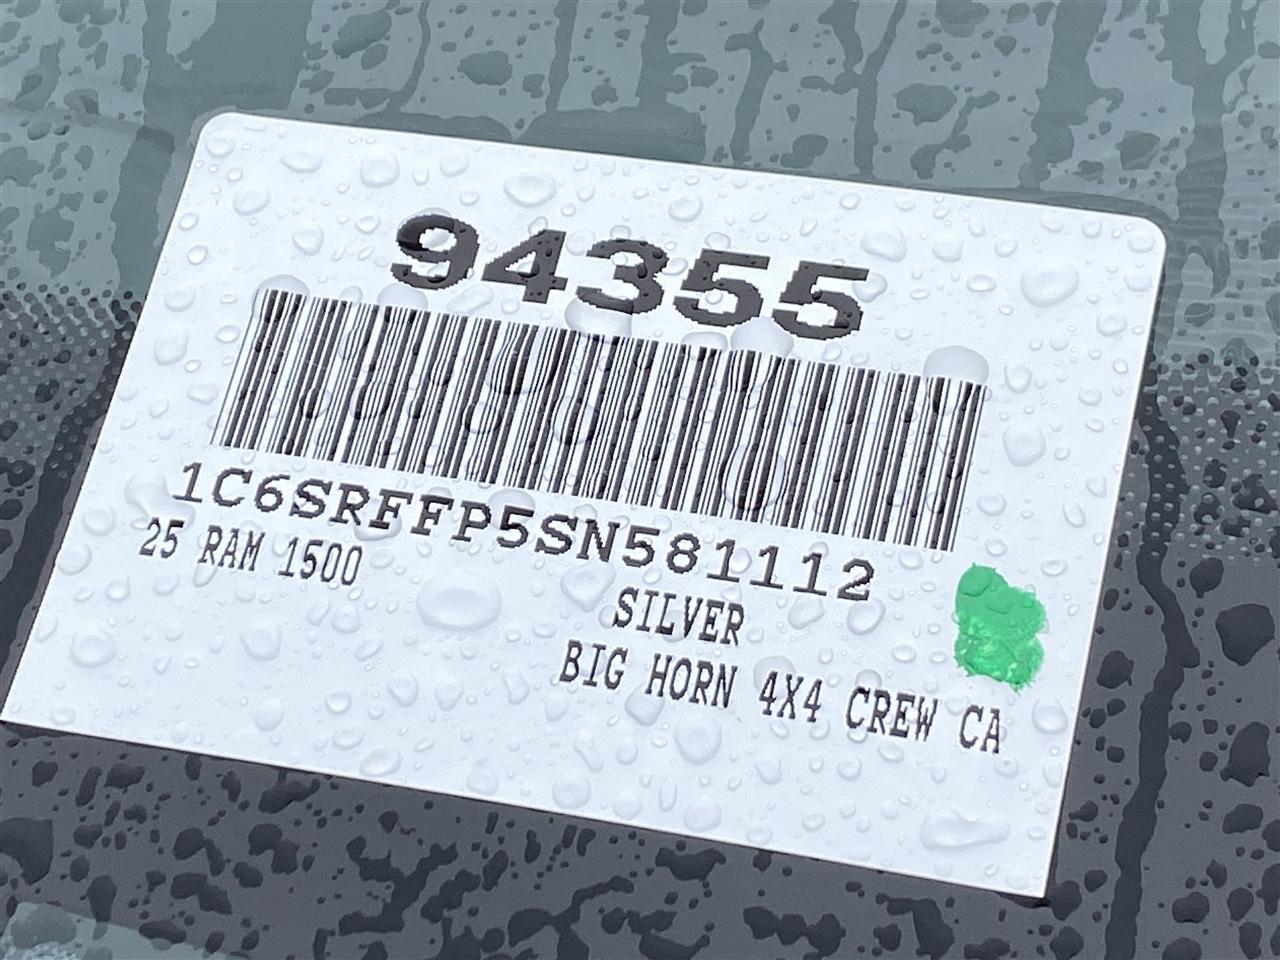 94355
1C6SRFFP5SN581112
25 RAM 1500
SILVER
BIG HORN 4X4 CREW CA